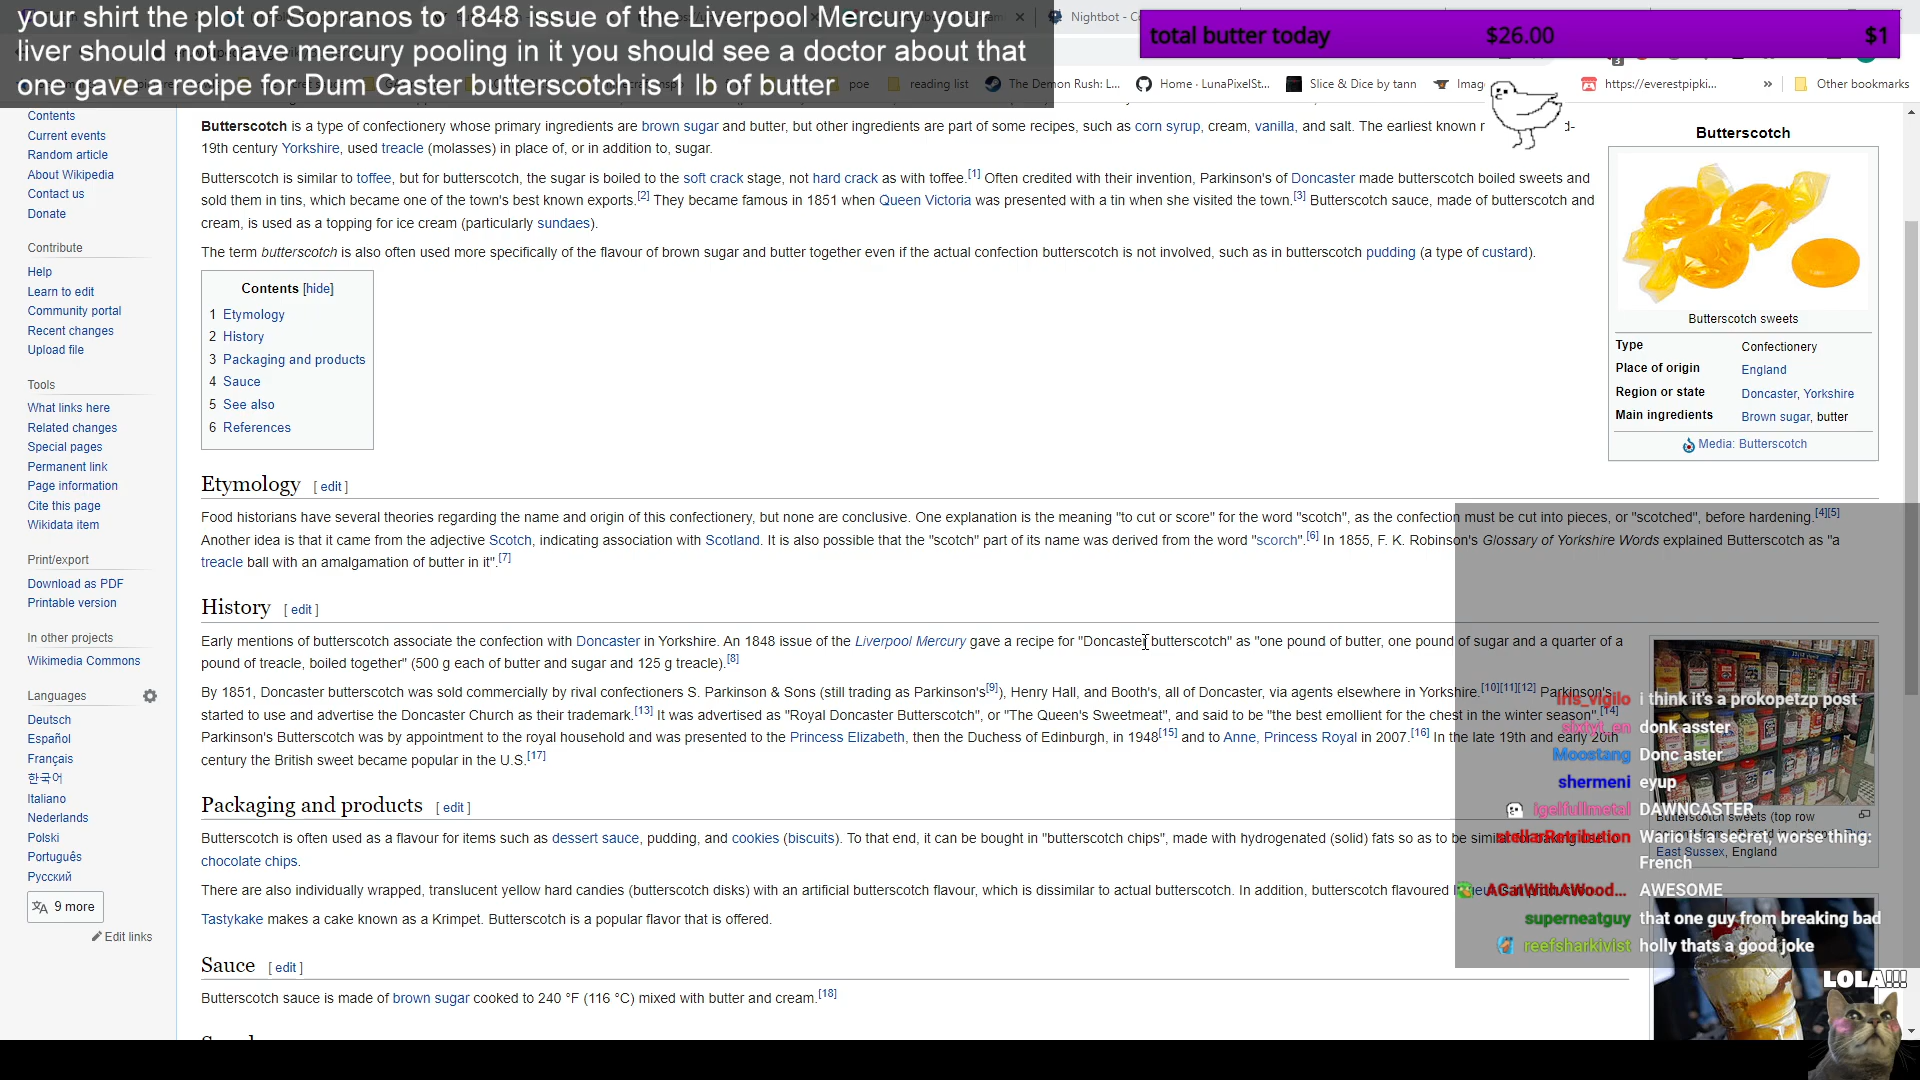 your shirt the plot of Sopranos to 1848 issue of the Liverpool Mercury your
liver should not have mercury pooling in it you should see a doctor about that
one gave a recipe for Dum Caster butterscotch is 1 lb of butter
Nightbot - C
total butter today $26.00 $1
poe
reading list
The Demon Rush: L...
Home · LunaPixelSt...
Slice & Dice by tann
Imag
https://everestpipki...
»
Other bookmarks
Contents
Current events
Random article
About Wikipedia
Contact us
Donate
Contribute
Help
Learn to edit
Community portal
Recent changes
Upload file
Tools
What links here
Related changes
Special pages
Permanent link
Page information
Cite this page
Wikidata item
Print/export
Download as PDF
Printable version
In other projects
Wikimedia Commons
Languages
Deutsch
Español
Français
한국어
Italiano
Nederlands
Polski
Português
Русский
9 more
Edit links
Butterscotch is a type of confectionery whose primary ingredients are brown sugar and butter, but other ingredients are part of some recipes, such as corn syrup, cream, vanilla, and salt. The earliest known r d-
19th century Yorkshire, used treacle (molasses) in place of, or in addition to, sugar.
Butterscotch is similar to toffee, but for butterscotch, the sugar is boiled to the soft crack stage, not hard crack as with toffee.[1] Often credited with their invention, Parkinson's of Doncaster made butterscotch boiled sweets and
sold them in tins, which became one of the town's best known exports.[2] They became famous in 1851 when Queen Victoria was presented with a tin when she visited the town.[3] Butterscotch sauce, made of butterscotch and
cream, is used as a topping for ice cream (particularly sundaes).
The term butterscotch is also often used more specifically of the flavour of brown sugar and butter together even if the actual confection butterscotch is not involved, such as in butterscotch pudding (a type of custard).
Contents [hide]
1 Etymology
2 History
3 Packaging and products
4 Sauce
5 See also
6 References
Butterscotch
Butterscotch sweets
Type Confectionery
Place of origin England
Region or state Doncaster, Yorkshire
Main ingredients Brown sugar, butter
Media: Butterscotch
Etymology [ edit ]
Food historians have several theories regarding the name and origin of this confectionery, but none are conclusive. One explanation is the meaning "to cut or score" for the word "scotch", as the confection must be cut into pieces, or "scotched", before hardening.[4][5]
Another idea is that it came from the adjective Scotch, indicating association with Scotland. It is also possible that the "scotch" part of its name was derived from the word "scorch".[6] In 1855, F. K. Robinson's Glossary of Yorkshire Words explained Butterscotch as "a
treacle ball with an amalgamation of butter in it".[7]
History [ edit ]
Early mentions of butterscotch associate the confection with Doncaster in Yorkshire. An 1848 issue of the Liverpool Mercury gave a recipe for "Doncaster butterscotch" as "one pound of butter, one pound of sugar and a quarter of a
pound of treacle, boiled together" (500 g each of butter and sugar and 125 g treacle).[8]
By 1851, Doncaster butterscotch was sold commercially by rival confectioners S. Parkinson & Sons (still trading as Parkinson's[9]), Henry Hall, and Booth's, all of Doncaster, via agents elsewhere in Yorkshire.[10][11][12] Parkinson's
started to use and advertise the Doncaster Church as their trademark.[13] It was advertised as "Royal Doncaster Butterscotch", or "The Queen's Sweetmeat", and said to be "the best emollient for the chest in the winter season".[14]
Parkinson's Butterscotch was by appointment to the royal household and was presented to the Princess Elizabeth, then the Duchess of Edinburgh, in 1948[15] and to Anne, Princess Royal in 2007.[16] In the late 19th and early 20th
century the British sweet became popular in the U.S.[17]
Packaging and products [ edit ]
Butterscotch is often used as a flavour for items such as dessert sauce, pudding, and cookies (biscuits). To that end, it can be bought in "butterscotch chips", made with hydrogenated (solid) fats so as to be
chocolate chips.
There are also individually wrapped, translucent yellow hard candies (butterscotch disks) with an artificial butterscotch flavour, which is dissimilar to actual butterscotch. In addition, butterscotch flavoured
Tastykake makes a cake known as a Krimpet. Butterscotch is a popular flavor that is offered.
Sauce [ edit ]
Butterscotch sauce is made of brown sugar cooked to 240 °F (116 °C) mixed with butter and cream.[18]
Butterscotch sweets (top row
East Sussex, England
iris_vigilo i think it's a prokopetzp post
donk asster
Moostang Donc aster
shermeni eyup
igelfullmetal DAWNCASTER
stellarRetribution Wario is a secret, worse thing:
French
ACatWithAWood... AWESOME
superneatguy that one guy from breaking bad
reefsharkivist holly thats a good joke
LOLA!!!